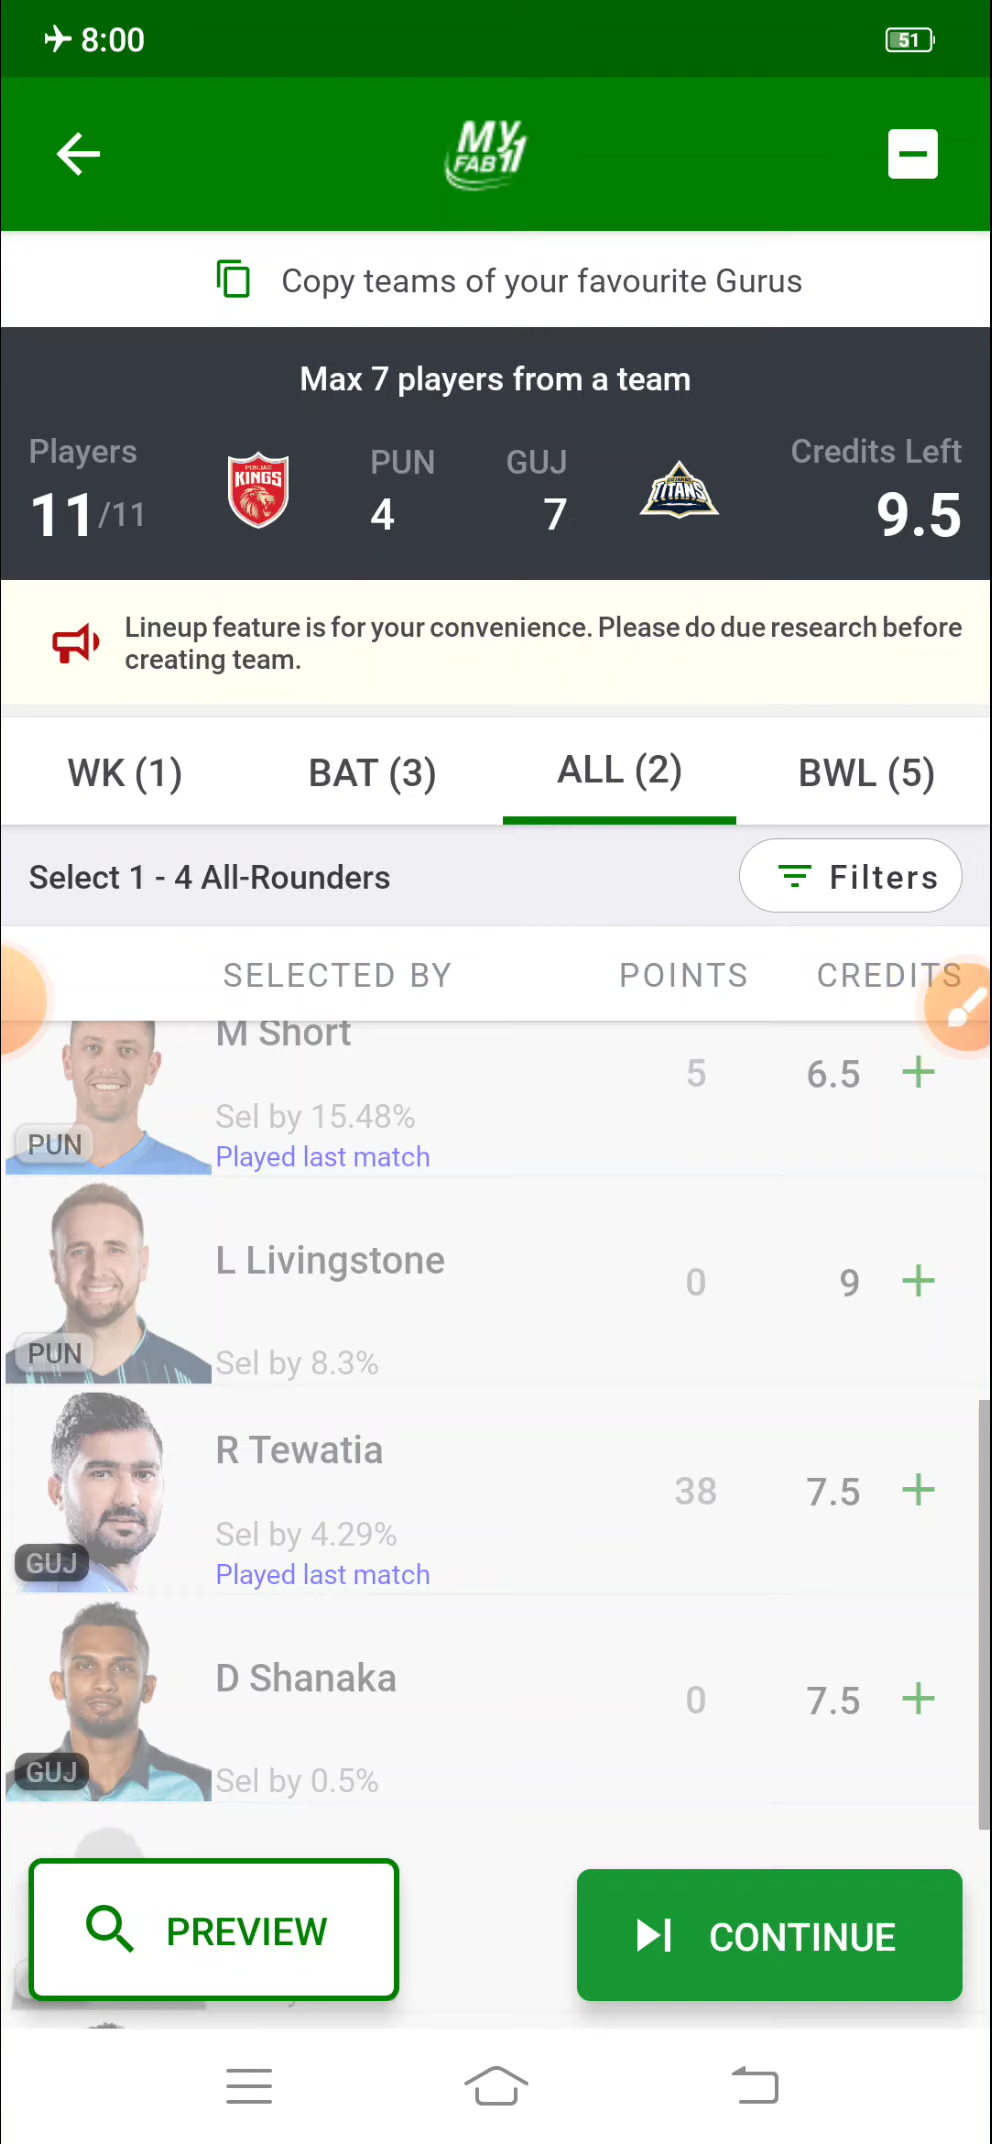 8:00
51
MY
FAB11
Copy teams of your favourite Gurus
Max 7 players from a team
Players
11/11
PUNJAB
KINGS
PUN
4
GUJ
7
TITANS
Credits Left
9.5
Lineup feature is for your convenience. Please do due research before
creating team.
WK (1)
BAT (3)
ALL (2)
BWL (5)
Select 1 - 4 All-Rounders
Filters
SELECTED BY
POINTS
CREDITS
M Short
5
6.5
Sel by 15.48%
PUN
Played last match
L Livingstone
0
9
PUN
Sel by 8.3%
R Tewatia
38
7.5
Sel by 4.29%
GUJ
Played last match
D Shanaka
0
7.5
GUJ
Sel by 0.5%
PREVIEW
CONTINUE